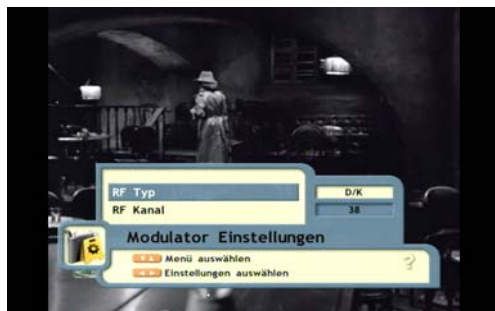 RF Typ D/K
RF Kanal 38
Modulator Einstellungen
Menü auswählen
Einstellungen auswählen
?